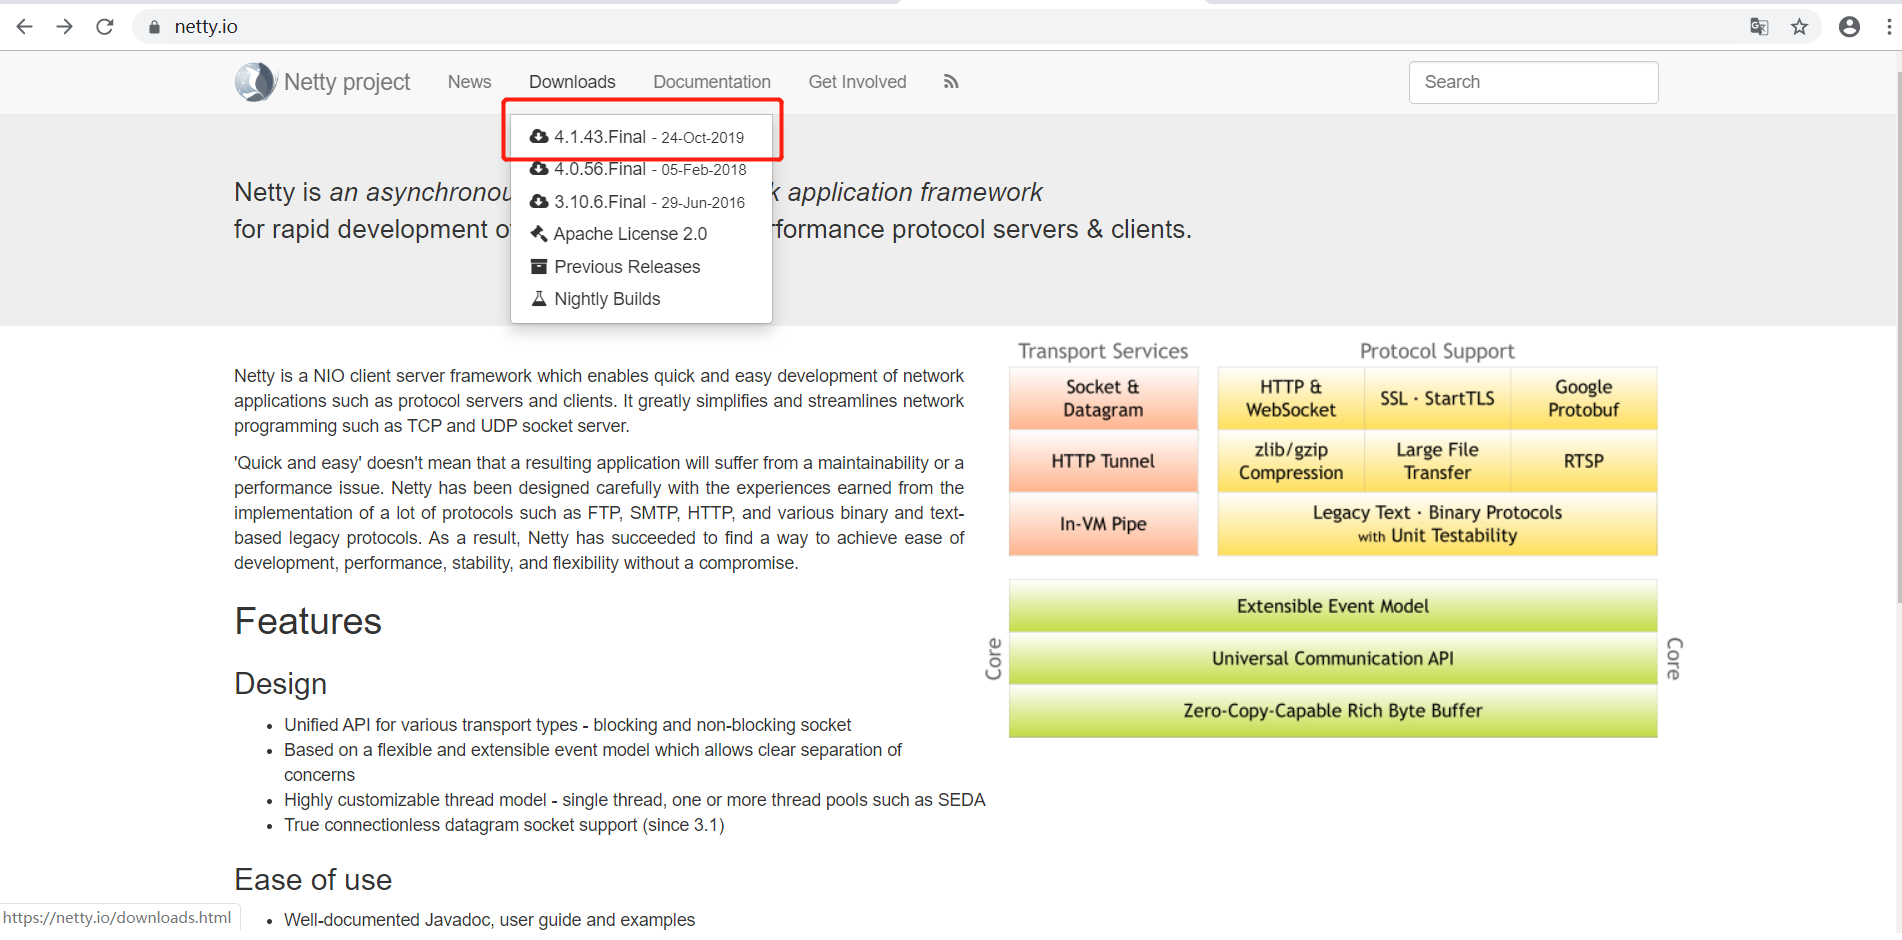 netty.io
Netty project
News
Downloads
Documentation
Get Involved
Search
4.1.43.Final - 24-Oct-2019
4.0.56.Final - 05-Feb-2018
3.10.6.Final - 29-Jun-2016
Apache License 2.0
Previous Releases
Nightly Builds
Netty is an asynchronou k application framework
for rapid development o rformance protocol servers & clients.
Netty is a NIO client server framework which enables quick and easy development of network
applications such as protocol servers and clients. It greatly simplifies and streamlines network
programming such as TCP and UDP socket server.
'Quick and easy' doesn't mean that a resulting application will suffer from a maintainability or a
performance issue. Netty has been designed carefully with the experiences earned from the
implementation of a lot of protocols such as FTP, SMTP, HTTP, and various binary and text-
based legacy protocols. As a result, Netty has succeeded to find a way to achieve ease of
development, performance, stability, and flexibility without a compromise.
Transport Services
Socket &
Datagram
HTTP Tunnel
In-VM Pipe
Protocol Support
HTTP &
WebSocket
SSL · StartTLS
Google
Protobuf
zlib/gzip
Compression
Large File
Transfer
RTSP
Legacy Text · Binary Protocols
with Unit Testability
Core
Extensible Event Model
Universal Communication API
Zero-Copy-Capable Rich Byte Buffer
Core
Features
Design
• Unified API for various transport types - blocking and non-blocking socket
• Based on a flexible and extensible event model which allows clear separation of
concerns
• Highly customizable thread model - single thread, one or more thread pools such as SEDA
• True connectionless datagram socket support (since 3.1)
Ease of use
• Well-documented Javadoc, user guide and examples
https://netty.io/downloads.html